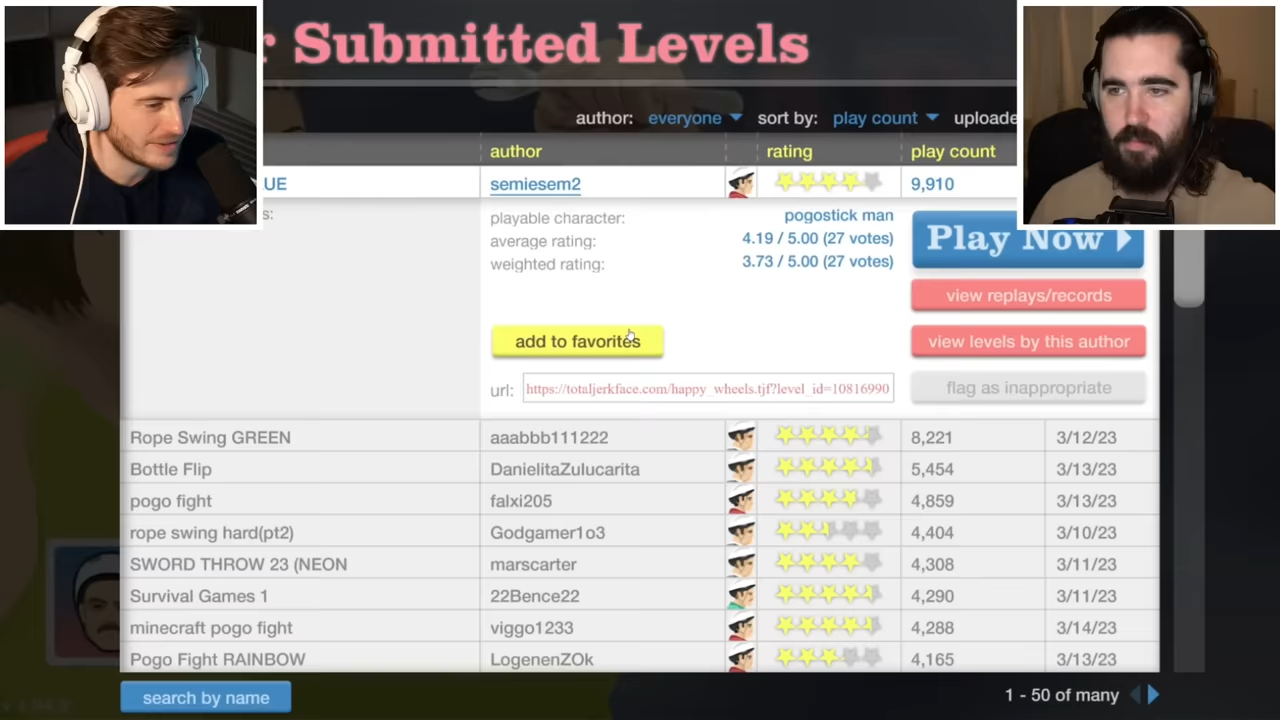 r Submitted Levels
author: everyone sort by: play count uploade
author rating play count
UE semiesem2 9,910
s:
playable character: pogostick man
average rating: 4.19 / 5.00 (27 votes)
weighted rating: 3.73 / 5.00 (27 votes)
Play Now
view replays/records
add to favorites
view levels by this author
url: https://totaljerkface.com/happy_wheels.tjf?level_id=10816990
flag as inappropriate
Rope Swing GREEN aaabbb111222 8,221 3/12/23
Bottle Flip DanielitaZulucarita 5,454 3/13/23
pogo fight falxi205 4,859 3/13/23
rope swing hard(pt2) Godgamer1o3 4,404 3/10/23
SWORD THROW 23 (NEON marscarter 4,308 3/11/23
Survival Games 1 22Bence22 4,290 3/11/23
minecraft pogo fight viggo1233 4,288 3/14/23
Pogo Fight RAINBOW LogenenZOk 4,165 3/13/23
search by name
1 - 50 of many